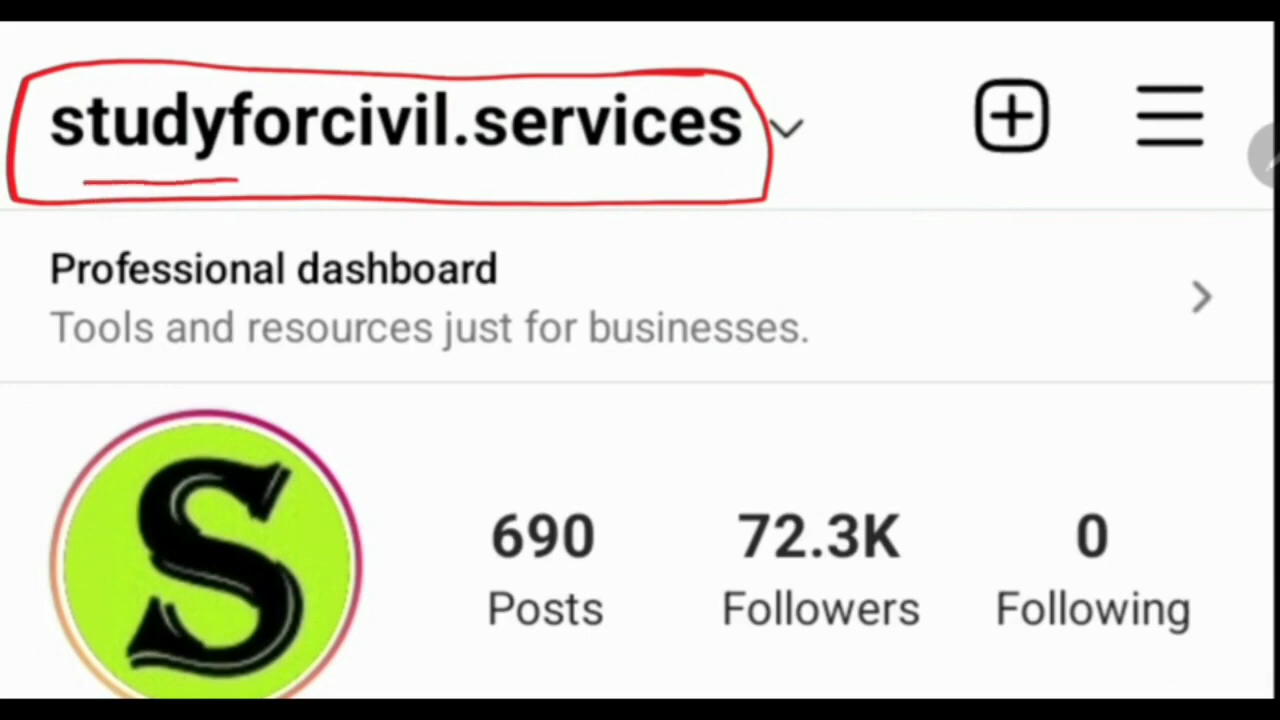 studyforcivil.services
Professional dashboard
Tools and resources just for businesses.
S
690 72.3K 0
Posts Followers Following